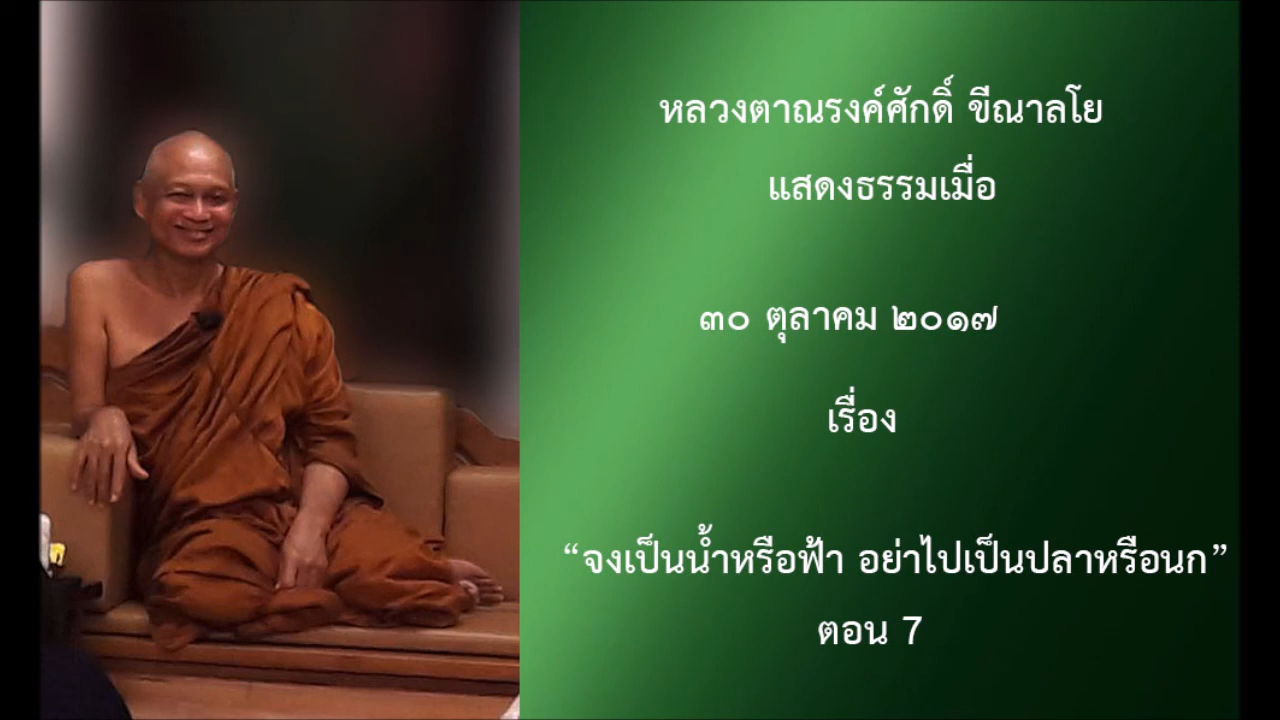 หลวงตาณรงค์ศักดิ์ ขีณาลโย
แสดงธรรมเมื่อ
๓๐ ตุลาคม ๒๐๑๗
เรื่อง
“จงเป็นน้ำหรือฟ้า อย่าไปเป็นปลาหรือนก”
ตอน 7